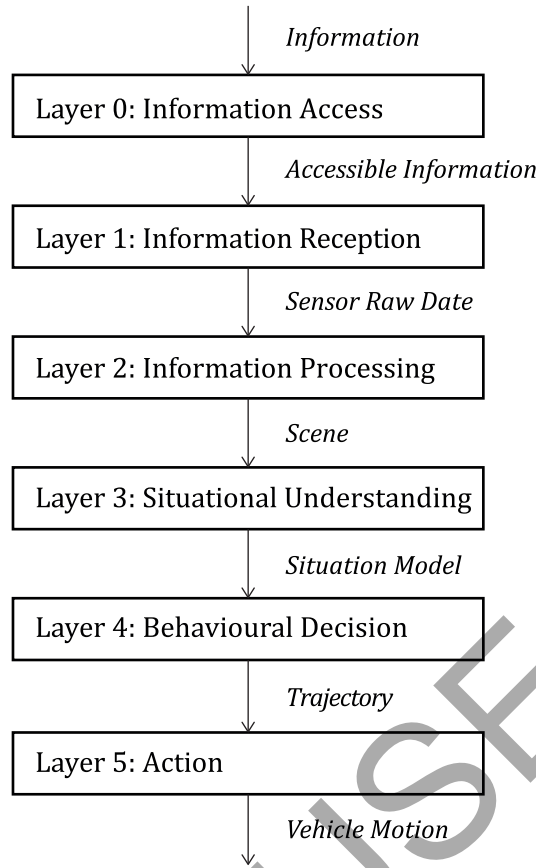 Information
Layer 0: Information Access
Accessible Information
Layer 1: Information Reception
Sensor Raw Date
Layer 2: Information Processing
Scene
Layer 3: Situational Understanding
Situation Model
Layer 4: Behavioural Decision
Trajectory
Layer 5: Action
Vehicle Motion
USE